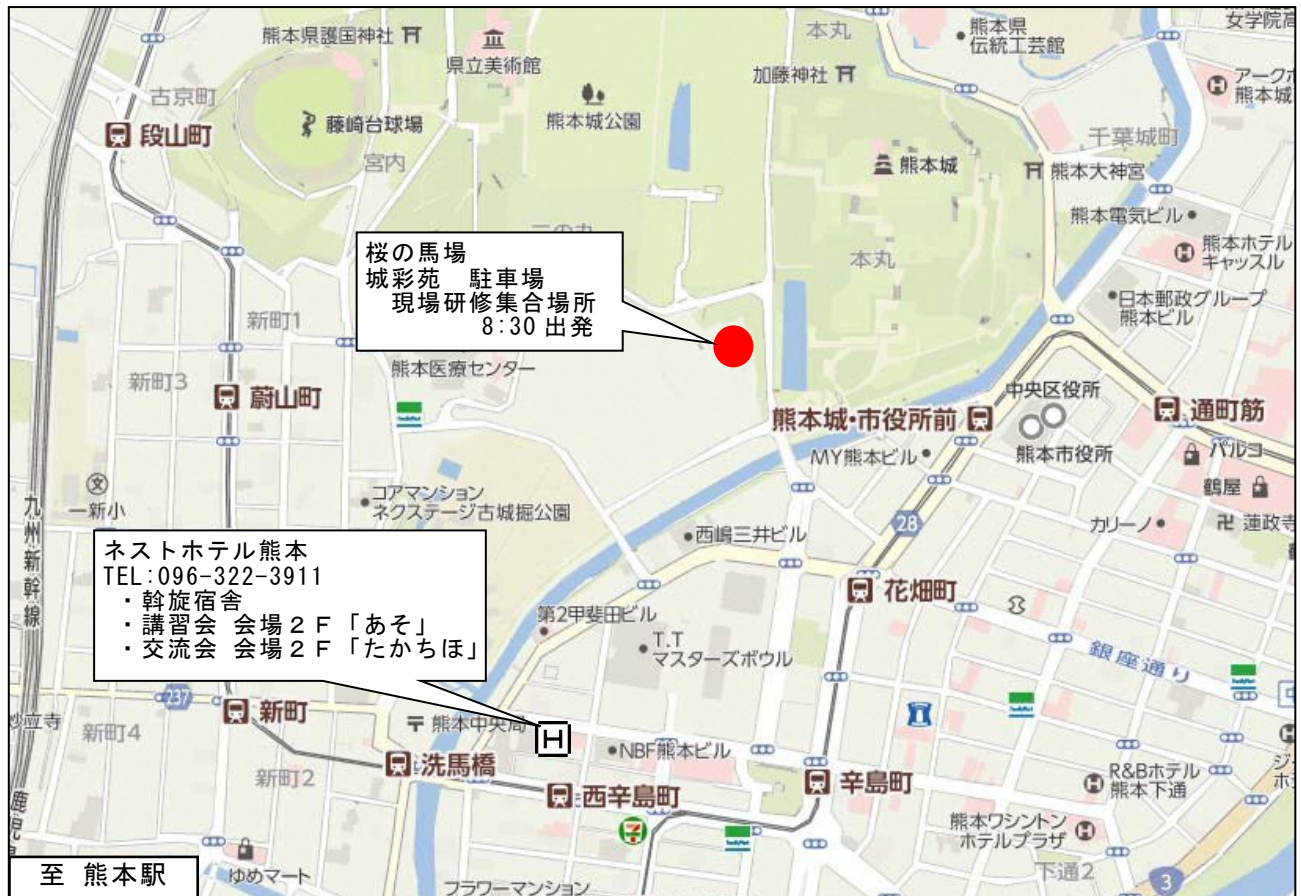 女学院高
熊本県護国神社
県立美術館
本丸
熊本県
伝統工芸館
加藤神社
アークホ
熊本城
古京町
段山町
藤崎台球場
熊本城公園
宮内
千葉城町
熊本城
熊本大神宮
熊本電気ビル
熊本ホテル
キャッスル
本丸
桜の馬場
城彩苑 駐車場
現場研修集合場所
8:30 出発
日本郵政グループ
熊本ビル
新町1
新町3
熊本医療センター
蔚山町
FamilyMart
中央区役所
熊本城・市役所前
通町筋
MY熊本ビル
熊本市役所
パルコ
鶴屋
文
一新小
コアマンション
ネクステージ古城掘公園
九州新幹線
28
カリーノ
蓮政寺
西嶋三井ビル
ネストホテル熊本
TEL:096-322-3911
・斡旋宿舎
・講習会 会場2F「あそ」
・交流会 会場2F「たかちほ」
花畑町
第2甲斐田ビル
T.T
マスターズボウル
銀座通り
FamilyMart
FamilyMart
237
新町
妙立寺
新町4
熊本中央局
H
NBF熊本ビル
洗馬橋
新町2
西辛島町
辛島町
R&Bホテル
熊本下通
7
FamilyMart
熊本ワシントン
ホテルプラザ
下通2
3
至 熊本駅
ゆめマート
フラワーマンション